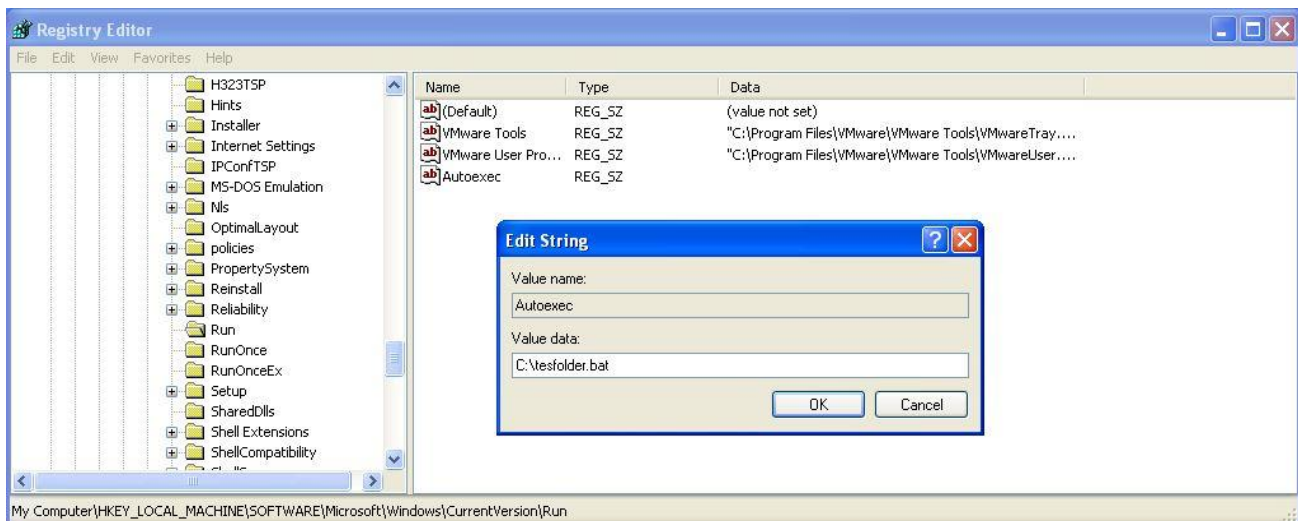 Registry Editor
File Edit View Favorites Help
H323TSP
Hints
Installer
Internet Settings
IPConfTSP
MS-DOS Emulation
Nls
OptimalLayout
policies
PropertySystem
Reinstall
Reliability
Run
RunOnce
RunOnceEx
Setup
SharedDlls
Shell Extensions
ShellCompatibility
Name Type Data
(Default) REG_SZ (value not set)
VMware Tools REG_SZ "C:\Program Files\VMware\VMware Tools\VMwareTray....
VMware User Pro... REG_SZ "C:\Program Files\VMware\VMware Tools\VMwareUser....
Autoexec REG_SZ
Edit String
Value name:
Autoexec
Value data:
C:\tesfolder.bat
OK Cancel
My Computer\HKEY_LOCAL_MACHINE\SOFTWARE\Microsoft\Windows\CurrentVersion\Run